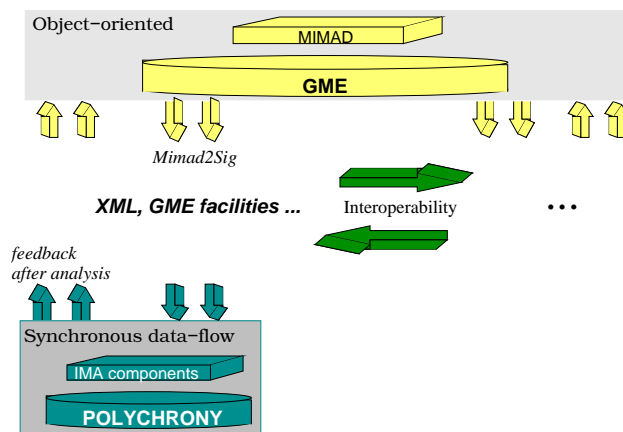 Object−oriented
MIMAD
GME
Mimad2Sig
XML, GME facilities ...
Interoperability
...
feedback
after analysis
Synchronous data−flow
IMA components
POLYCHRONY